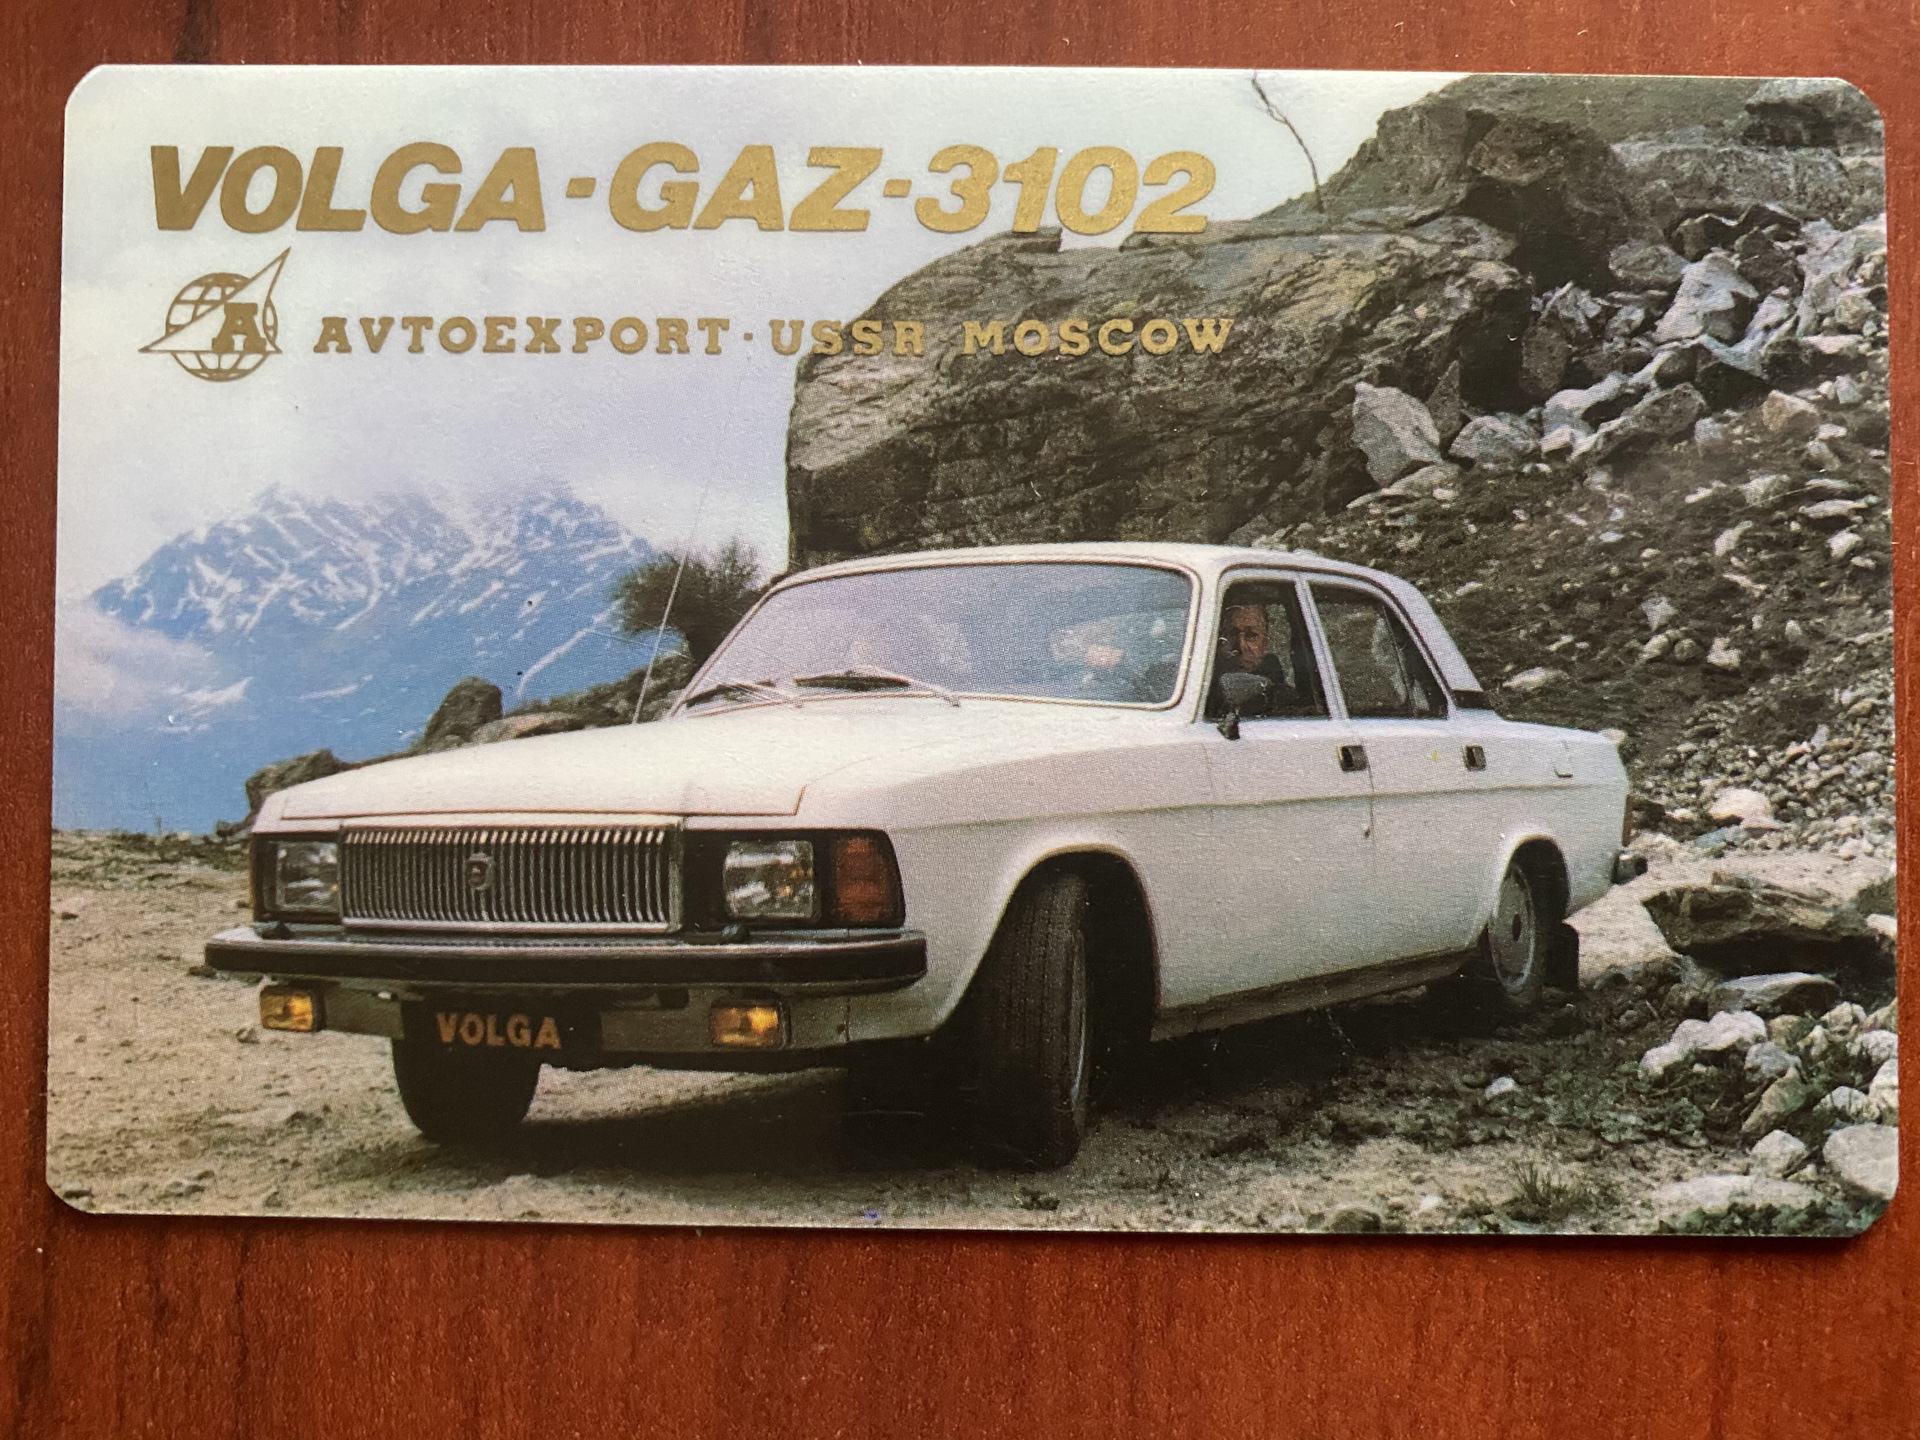 VOLGA-GAZ-3102
A AVTOEXPORT·USSR MOSCOW
VOLGA